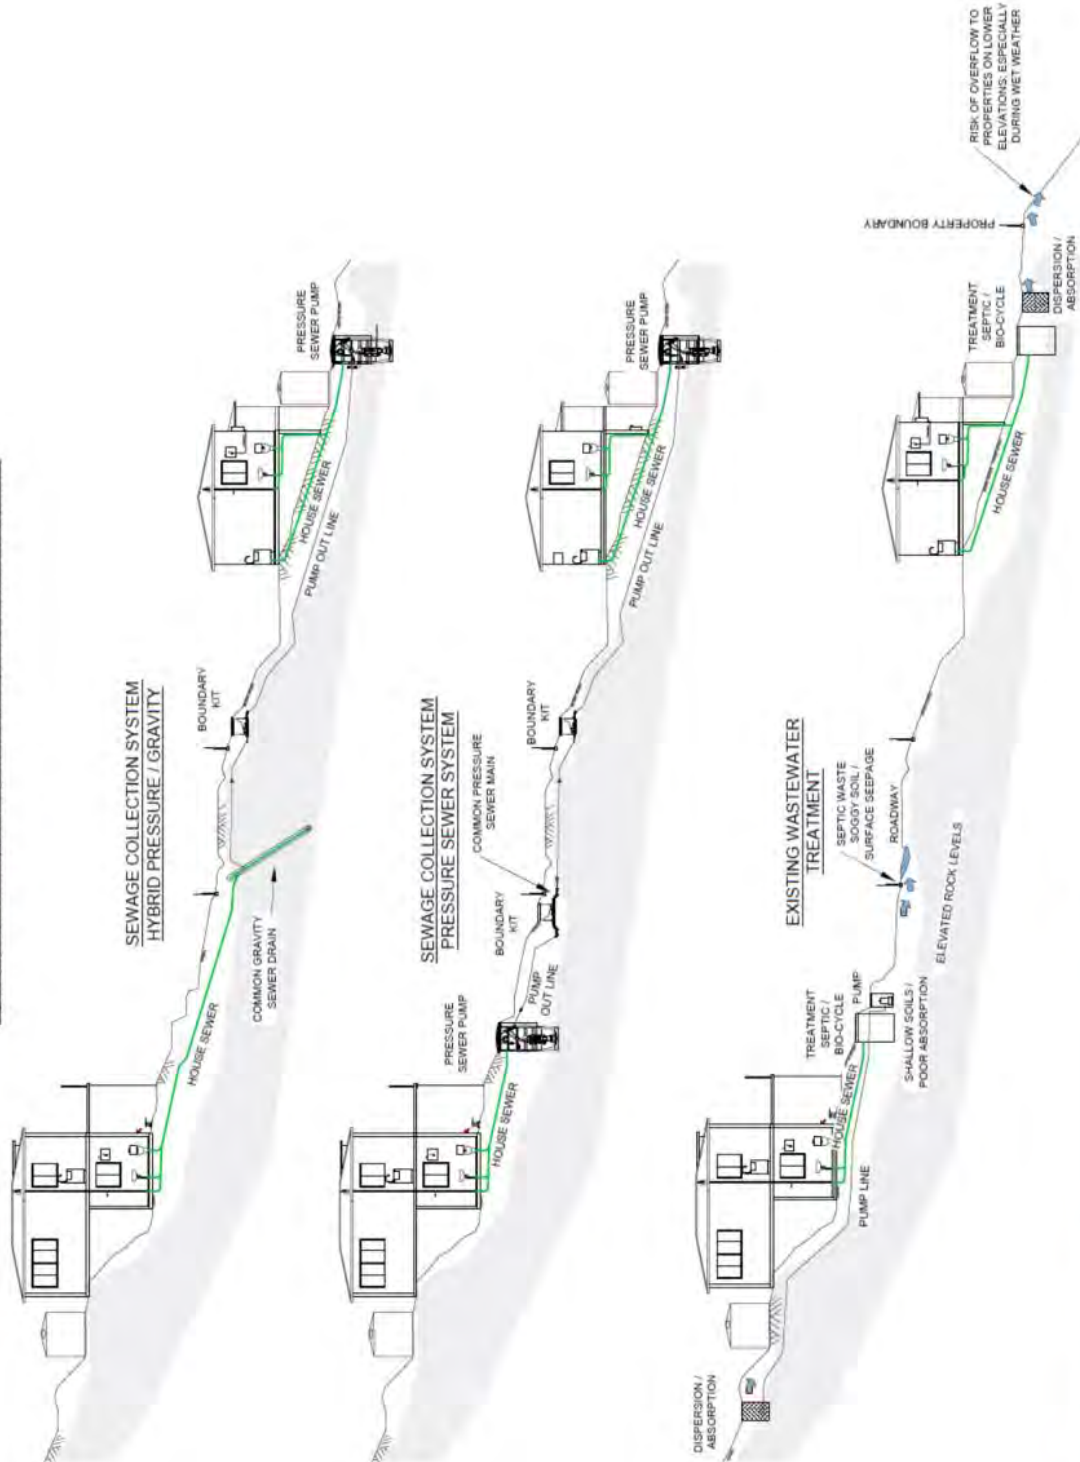 SEWAGE COLLECTION SYSTEM
HYBRID PRESSURE / GRAVITY
HOUSE SEWER
COMMON GRAVITY
SEWER DRAIN
BOUNDARY
KIT
HOUSE SEWER
PUMP OUT LINE
PRESSURE
SEWER PUMP
SEWAGE COLLECTION SYSTEM
PRESSURE SEWER SYSTEM
HOUSE SEWER
PRESSURE
SEWER PUMP
PUMP
OUT LINE
BOUNDARY
KIT
COMMON PRESSURE
SEWER MAIN
BOUNDARY
KIT
HOUSE SEWER
PUMP OUT LINE
PRESSURE
SEWER PUMP
EXISTING WASTEWATER
TREATMENT
DISPERSION /
ABSORPTION
PUMP LINE
HOUSE SEWER
TREATMENT
SEPTIC /
BIO-CYCLE
PUMP
SHALLOW SOILS /
POOR ABSORPTION
SEPTIC WASTE
SOGGY SOIL /
SURFACE SEEPAGE
ROADWAY
ELEVATED ROCK LEVELS
HOUSE SEWER
TREATMENT
SEPTIC /
BIO-CYCLE
DISPERSION /
ABSORPTION
PROPERTY BOUNDARY
RISK OF OVERFLOW TO
PROPERTIES ON LOWER
ELEVATIONS: ESPECIALLY
DURING WET WEATHER